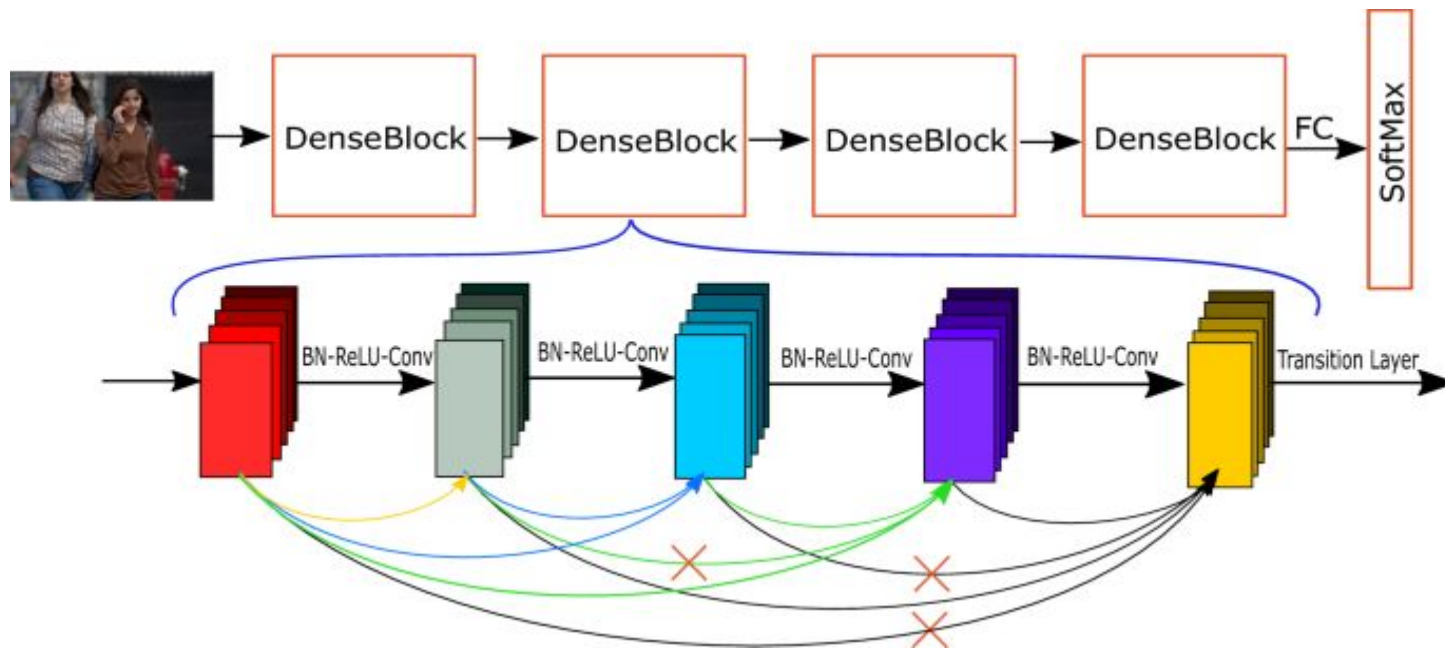 DenseBlock
DenseBlock
DenseBlock
DenseBlock
FC
SoftMax
BN-ReLU-Conv
BN-ReLU-Conv
BN-ReLU-Conv
BN-ReLU-Conv
Transition Layer